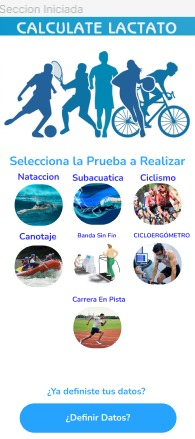 Seccion Iniciada
CALCULATE LACTATO
Selecciona la Prueba a Realizar
Nataccion Subacuatica Ciclismo
Canotaje Banda Sin Fin CICLOERGÓMETRO
Carrera En Pista
¿Ya definiste tus datos?
¿Definir Datos?